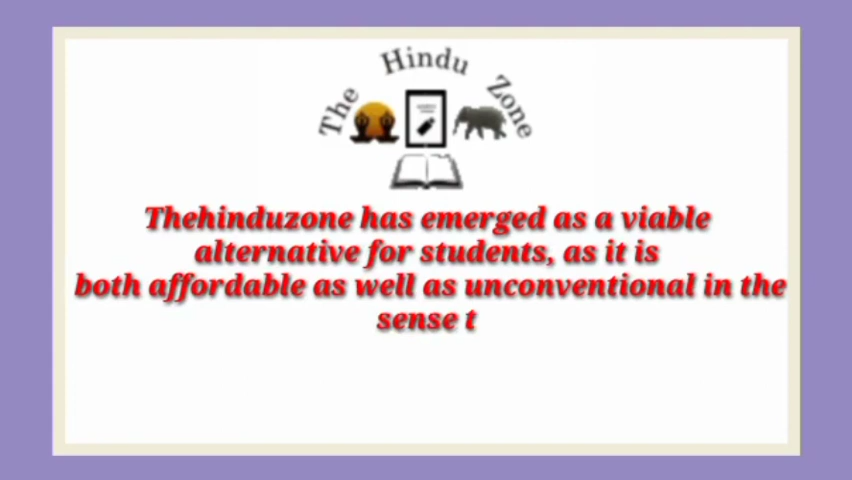 The Hindu Zone
Thehinduzone has emerged as a viable
alternative for students, as it is
both affordable as well as unconventional in the
sense t